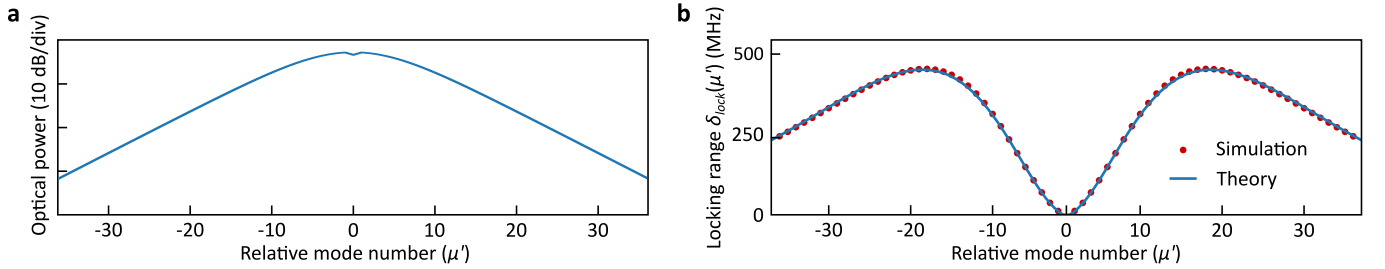 a
Optical power (10 dB/div)
-30 -20 -10 0 10 20 30
Relative mode number (μ′)
b
Locking range δlock(μ′) (MHz)
500
250
0
Simulation
Theory
-30 -20 -10 0 10 20 30
Relative mode number (μ′)